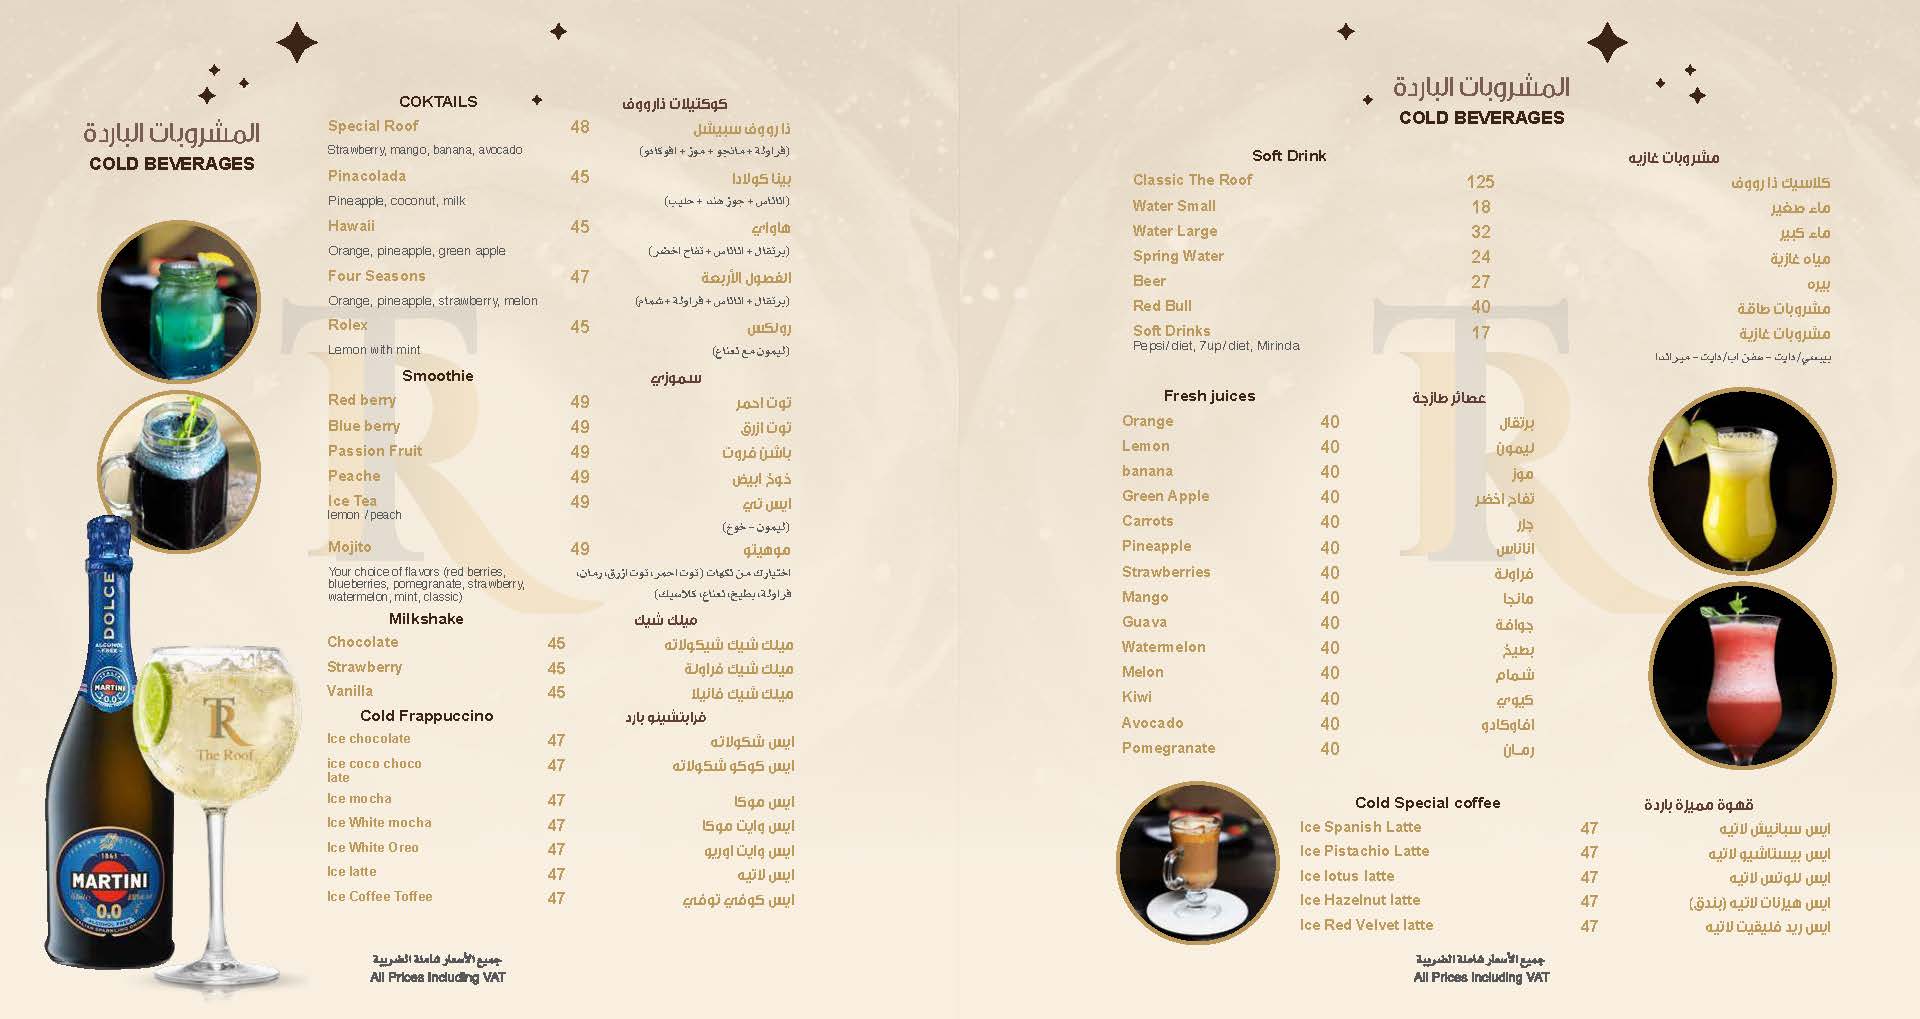 المشروبات الباردة
COLD BEVERAGES
COKTAILS كوكتيلات ذارووف
Special Roof 48 ذا رووف سبيشل
Strawberry, mango, banana, avocado (فراولة + مانجو + موز + افوكادو)
Pinacolada 45 بينا كولادا
Pineapple, coconut, milk (اناناس + جوز هند + حليب)
Hawaii 45 هاواي
Orange, pineapple, green apple (برتقال + اناناس + تفاح اخضر)
Four Seasons 47 الفصول الأربعة
Orange, pineapple, strawberry, melon (برتقال + اناناس + فراولة + شمام)
Rolex 45 رولكس
Lemon with mint (ليمون مع نعناع)
Smoothie سموزي
Red berry 49 توت احمر
Blue berry 49 توت ازرق
Passion Fruit 49 باشن فروت
Peache 49 خوخ ابيض
Ice Tea 49 ايس تي
lemon / peach (ليمون – خوخ)
Mojito 49 موهيتو
Your choice of flavors (red berries, اختيارك من نكهات (توت احمر، توت ازرق، رمان،
blueberries, pomegranate, strawberry,
watermelon, mint, classic) فراولة، بطيخ، نعناع، كلاسيك)
Milkshake ميلك شيك
Chocolate 45 ميلك شيك شيكولاته
Strawberry 45 ميلك شيك فراولة
Vanilla 45 ميلك شيك فانيلا
Cold Frappuccino فرابتشينو بارد
Ice chocolate 47 ايس شكولاته
ice coco choco 47 ايس كوكو شكولاته
late
Ice mocha 47 ايس موكا
Ice White mocha 47 ايس وايت موكا
Ice White Oreo 47 ايس وايت اوريو
Ice latte 47 ايس لاتيه
Ice Coffee Toffee 47 ايس كوفي توفي
جميع الأسعار شاملة الضريبة
All Prices Including VAT
DOLCE
ALCOHOL
FREE
MARTINI
0.0
TR
The Roof
1863
MARTINI
0.0
ALCOHOL FREE
TR
المشروبات الباردة
COLD BEVERAGES
Soft Drink مشروبات غازيه
Classic The Roof 125 كلاسيك ذا رووف
Water Small 18 ماء صغير
Water Large 32 ماء كبير
Spring Water 24 مياه غازية
Beer 27 بيره
Red Bull 40 مشروبات طاقة
Soft Drinks 17 مشروبات غازية
Pepsi/ diet, 7up/ diet, Mirinda بيبسي/دايت – سفن اب/دايت – ميراندا
Fresh juices عصائر طازجة
Orange 40 برتقال
Lemon 40 ليمون
banana 40 موز
Green Apple 40 تفاح اخضر
Carrots 40 جزر
Pineapple 40 اناناس
Strawberries 40 فراولة
Mango 40 مانجا
Guava 40 جوافة
Watermelon 40 بطيخ
Melon 40 شمام
Kiwi 40 كيوي
Avocado 40 افاوكادو
Pomegranate 40 رمان
TR
Cold Special coffee قهوة مميزة باردة
Ice Spanish Latte 47 ايس سبانيش لاتيه
Ice Pistachio Latte 47 ايس بيستاشيو لاتيه
Ice lotus latte 47 ايس للوتس لاتيه
Ice Hazelnut latte 47 ايس هيزنات لاتيه (بندق)
Ice Red Velvet latte 47 ايس ريد فليفيت لاتيه
جميع الأسعار شاملة الضريبة
All Prices Including VAT